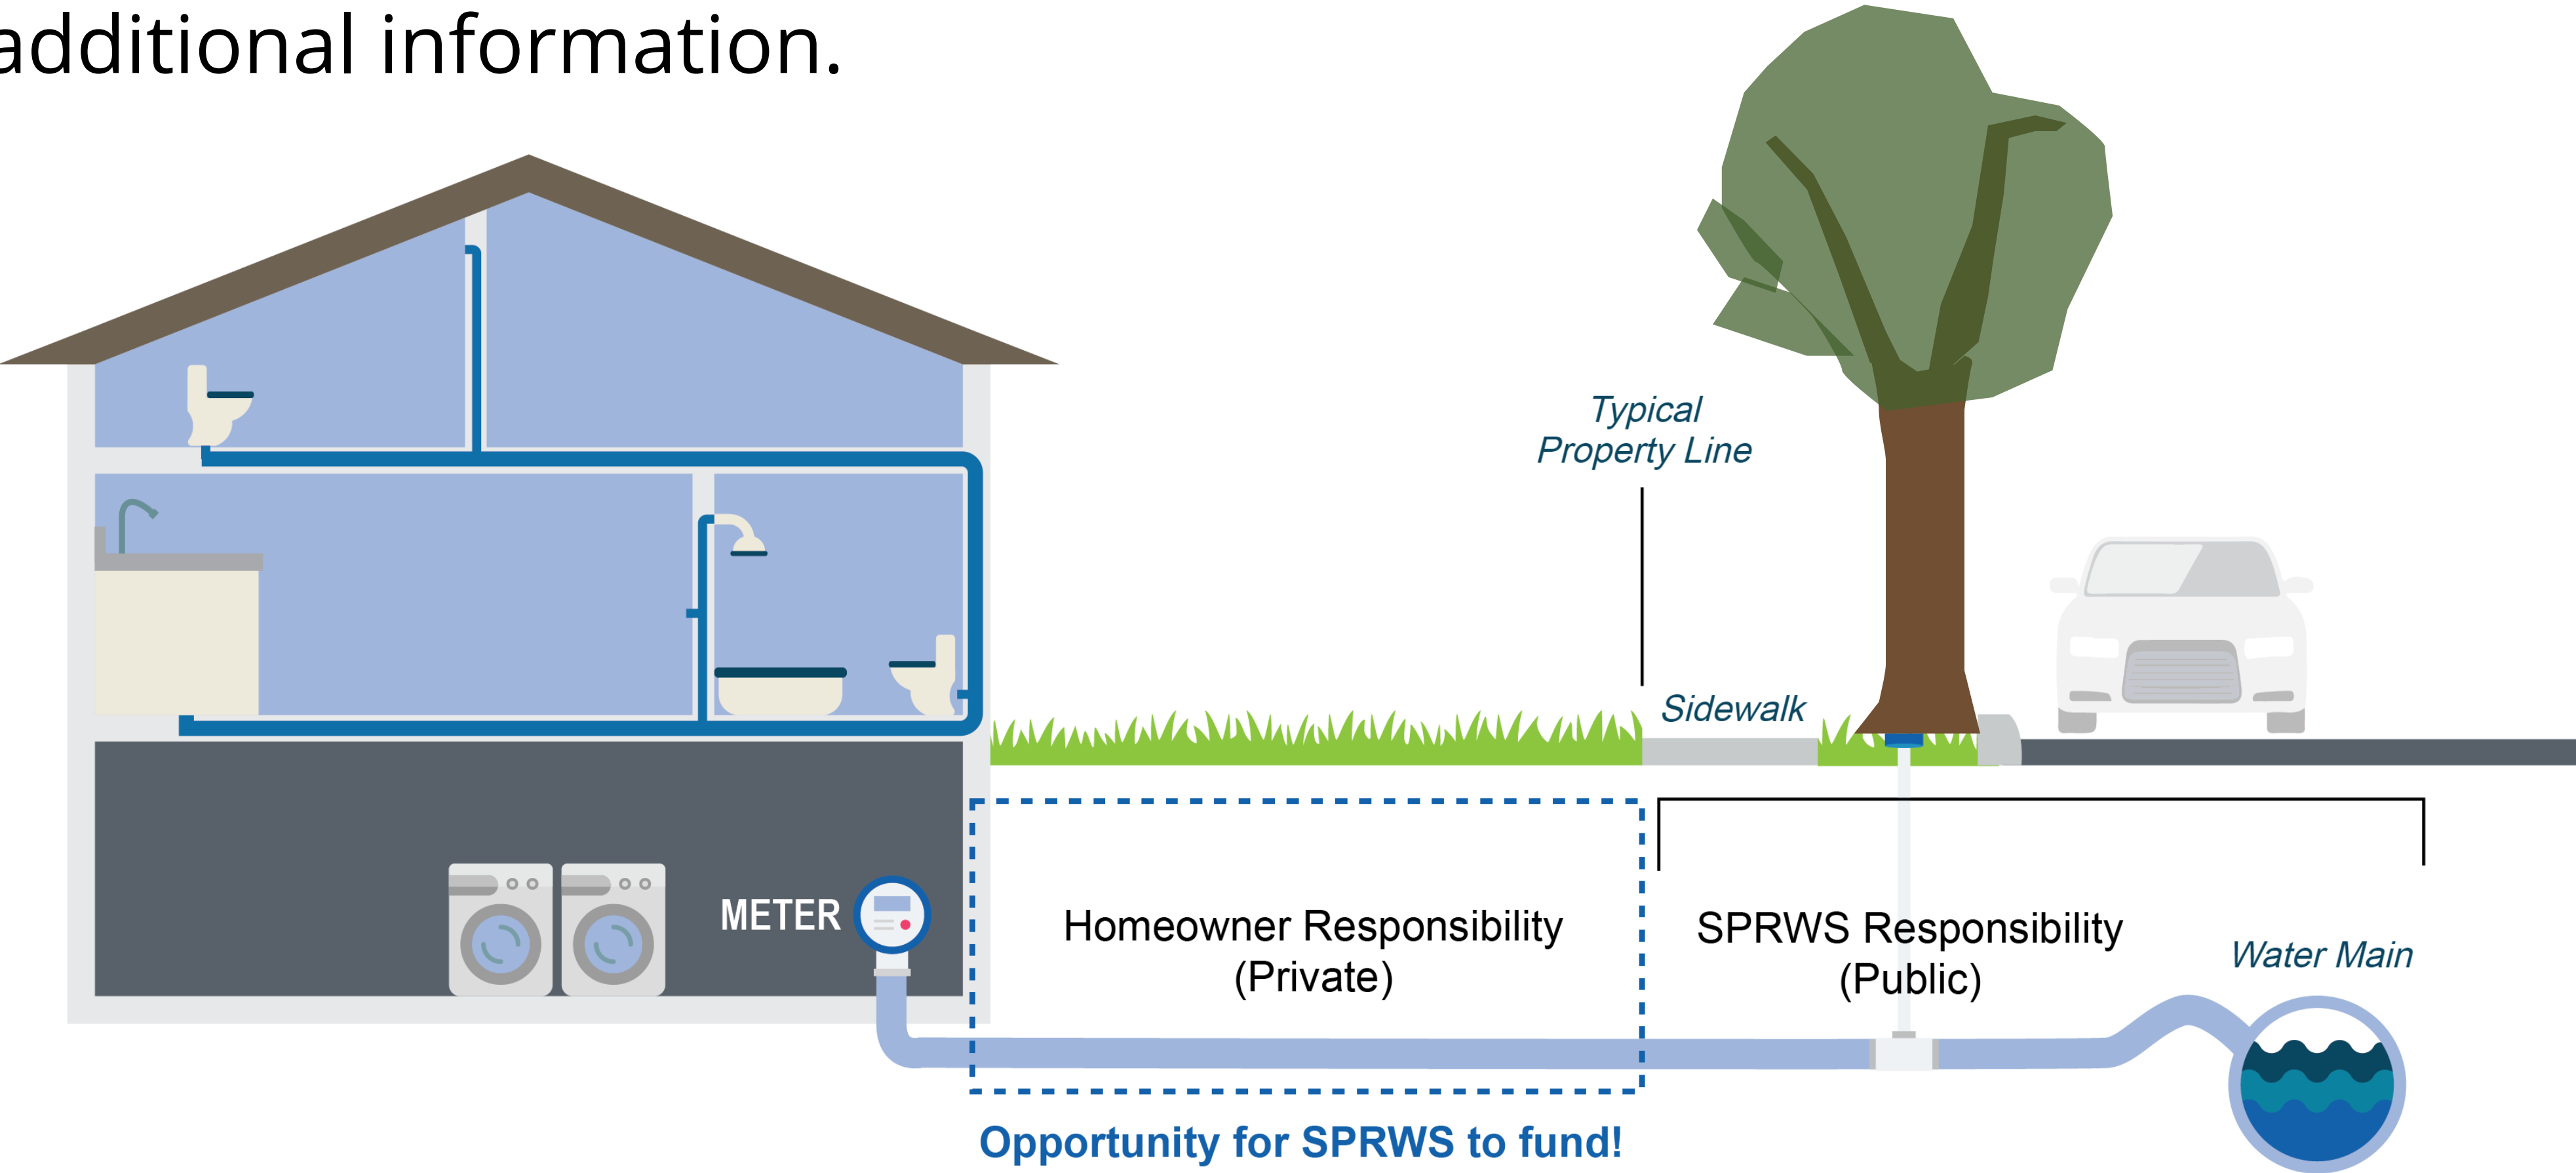 additional information.
Typical
Property Line
Sidewalk
METER
Homeowner Responsibility
(Private)
SPRWS Responsibility
(Public)
Water Main
Opportunity for SPRWS to fund!